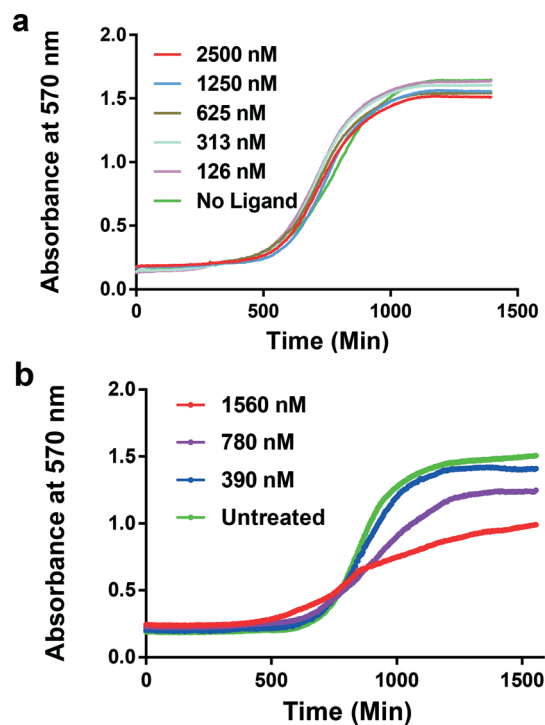 a
Absorbance at 570 nm
2.0
1.5
1.0
0.5
0.0
2500 nM
1250 nM
625 nM
313 nM
126 nM
No Ligand
0
500
1000
1500
Time (Min)
b
Absorbance at 570 nm
2.0
1.5
1.0
0.5
0.0
1560 nM
780 nM
390 nM
Untreated
0
500
1000
1500
Time (Min)